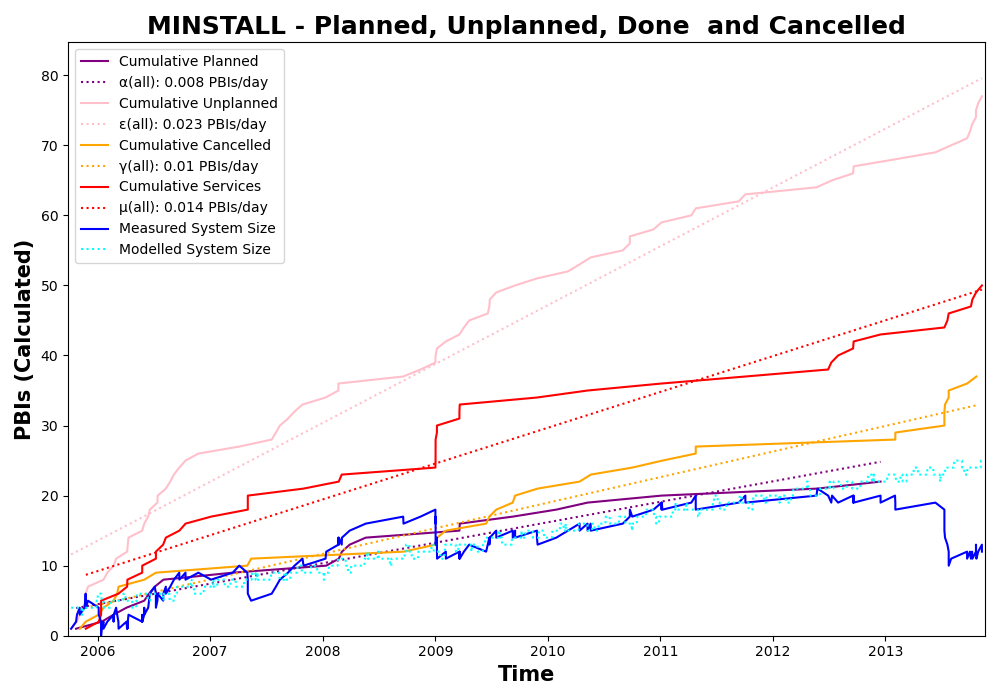 MINSTALL - Planned, Unplanned, Done  and Cancelled
Cumulative Planned
α(all): 0.008 PBIs/day
Cumulative Unplanned
ε(all): 0.023 PBIs/day
Cumulative Cancelled
γ(all): 0.01 PBIs/day
Cumulative Services
μ(all): 0.014 PBIs/day
Measured System Size
Modelled System Size
PBIs (Calculated)
80
70
60
50
40
30
20
10
0
2006 2007 2008 2009 2010 2011 2012 2013
Time